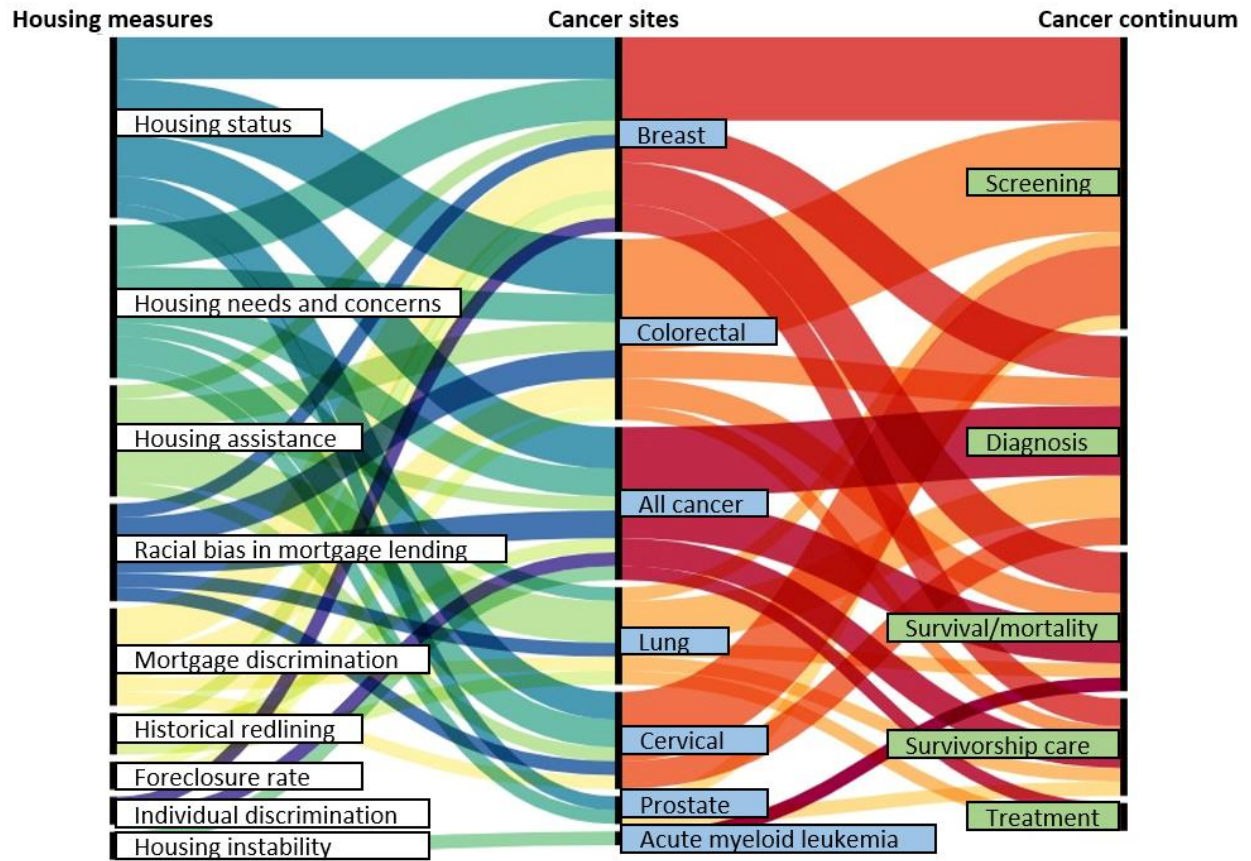 Housing measures
Cancer sites
Cancer continuum
Housing status
Housing needs and concerns
Housing assistance
Racial bias in mortgage lending
Mortgage discrimination
Historical redlining
Foreclosure rate
Individual discrimination
Housing instability
Breast
Colorectal
All cancer
Lung
Cervical
Prostate
Acute myeloid leukemia
Screening
Diagnosis
Survival/mortality
Survivorship care
Treatment